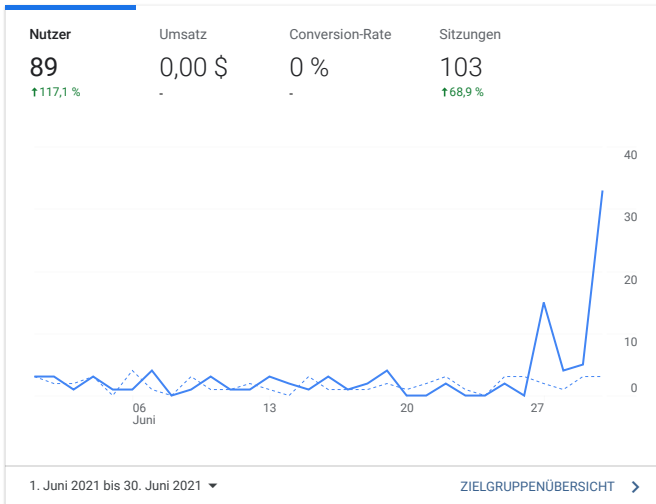 Nutzer Umsatz Conversion-Rate Sitzungen
89 0,00 $ 0 % 103
↑117,1 % - - ↑68,9 %
40
30
20
10
0
06 13 20 27
Juni
1. Juni 2021 bis 30. Juni 2021 ZIELGRUPPENÜBERSICHT